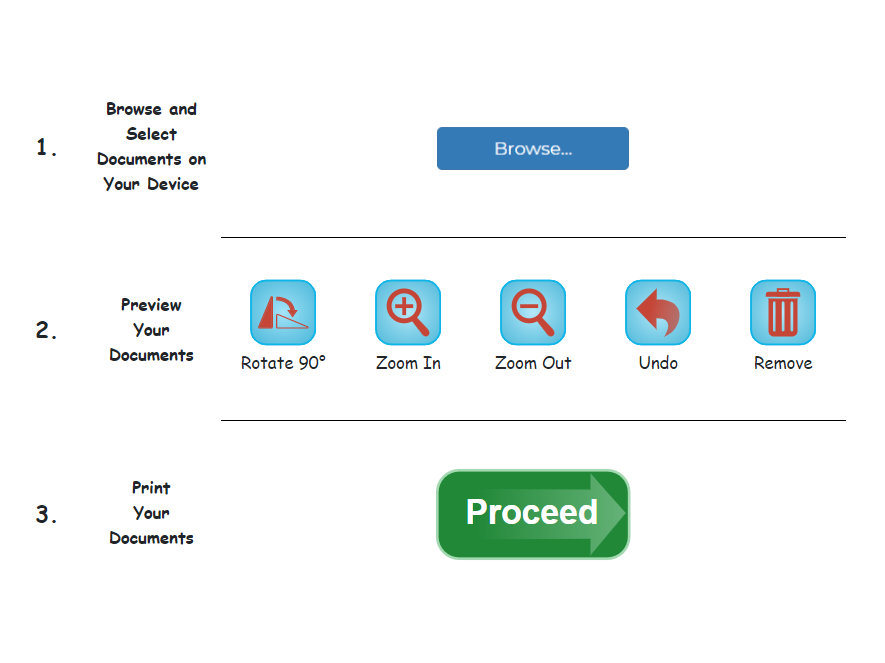 1.
Browse and
Select
Documents on
Your Device
Browse...
2.
Preview
Your
Documents
Rotate 90°
Zoom In
Zoom Out
Undo
Remove
3.
Print
Your
Documents
Proceed